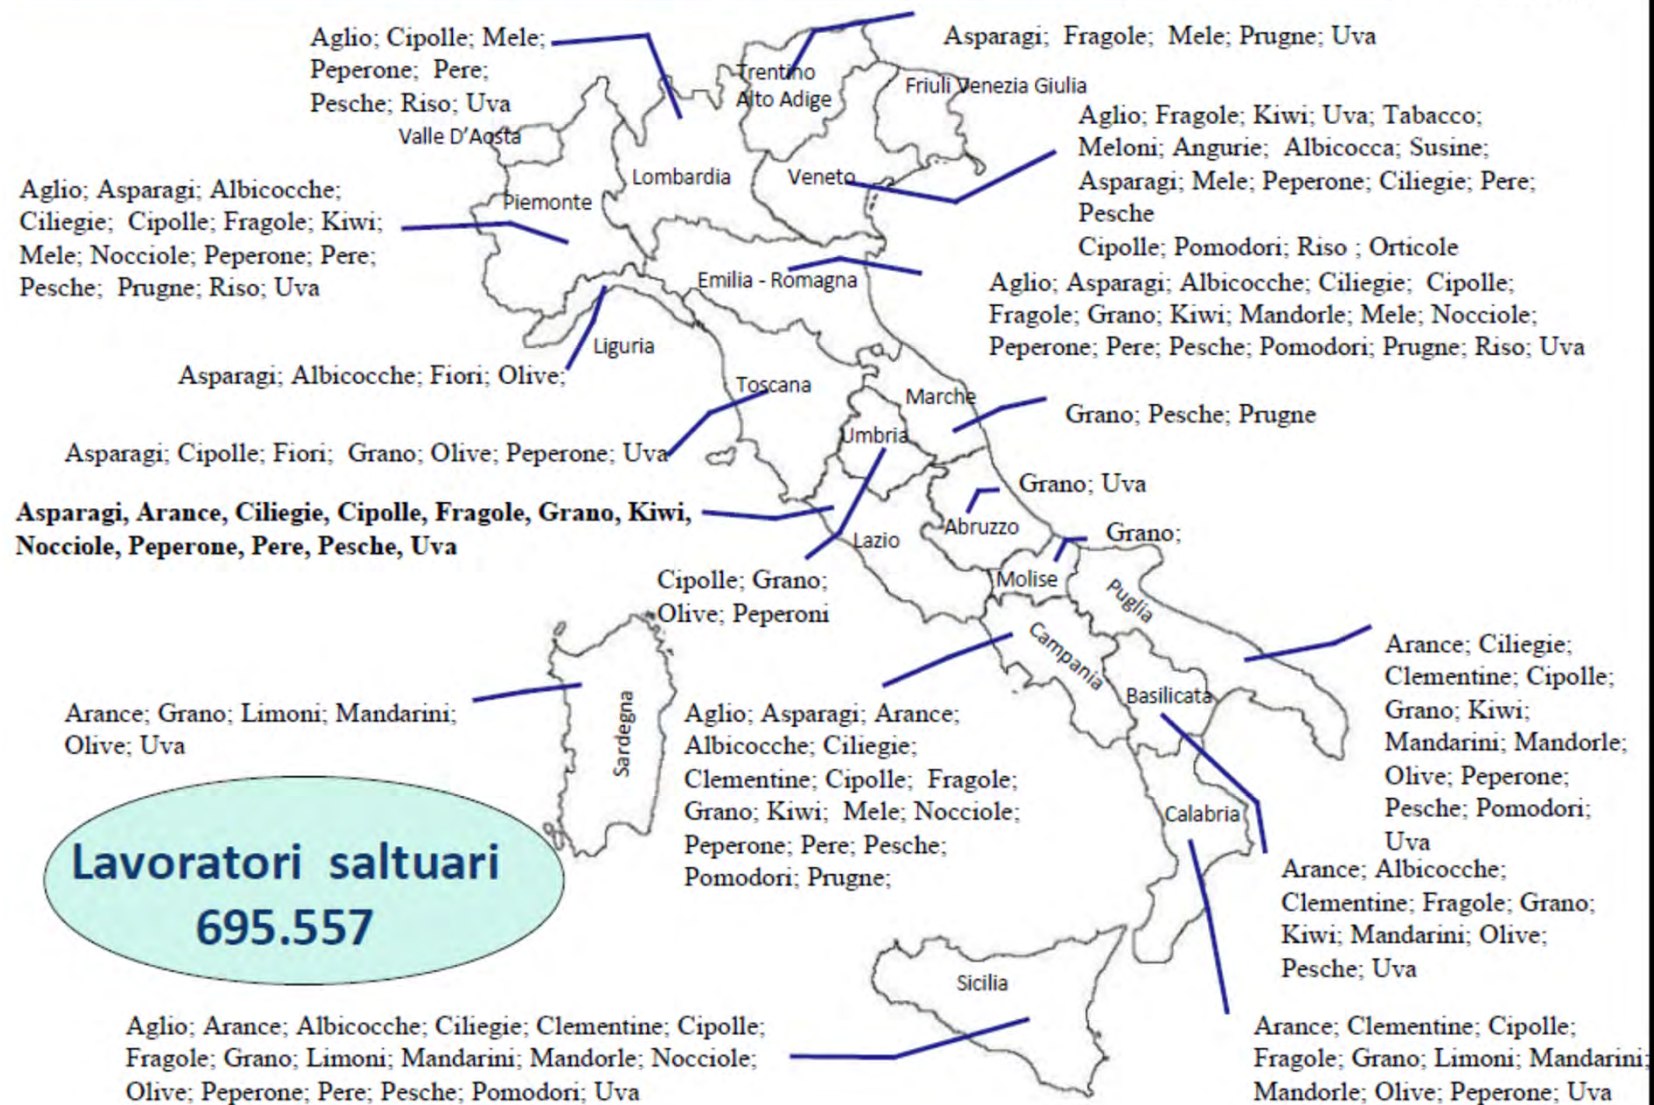 Aglio; Cipolle; Mele;
Peperone; Pere;
Pesche; Riso; Uva
Asparagi; Fragole; Mele; Prugne; Uva
Trentino
Alto Adige
Friuli Venezia Giulia
Valle D'Aosta
Lombardia
Veneto
Piemonte
Aglio; Fragole; Kiwi; Uva; Tabacco;
Meloni; Angurie; Albicocca; Susine;
Asparagi; Mele; Peperone; Ciliegie; Pere;
Pesche
Cipolle; Pomodori; Riso ; Orticole
Aglio; Asparagi; Albicocche;
Ciliegie; Cipolle; Fragole; Kiwi;
Mele; Nocciole; Peperone; Pere;
Pesche; Prugne; Riso; Uva
Emilia - Romagna
Aglio; Asparagi; Albicocche; Ciliegie; Cipolle;
Fragole; Grano; Kiwi; Mandorle; Mele; Nocciole;
Peperone; Pere; Pesche; Pomodori; Prugne; Riso; Uva
Liguria
Asparagi; Albicocche; Fiori; Olive;
Toscana
Marche
Grano; Pesche; Prugne
Umbria
Asparagi; Cipolle; Fiori; Grano; Olive; Peperone; Uva
Grano; Uva
Asparagi, Arance, Ciliegie, Cipolle, Fragole, Grano, Kiwi,
Nocciole, Peperone, Pere, Pesche, Uva
Abruzzo
Lazio
Grano;
Molise
Cipolle; Grano;
Olive; Peperoni
Puglia
Campania
Basilicata
Arance; Ciliegie;
Clementine; Cipolle;
Grano; Kiwi;
Mandarini; Mandorle;
Olive; Peperone;
Pesche; Pomodori;
Uva
Sardegna
Arance; Grano; Limoni; Mandarini;
Olive; Uva
Aglio; Asparagi; Arance;
Albicocche; Ciliegie;
Clementine; Cipolle; Fragole;
Grano; Kiwi; Mele; Nocciole;
Peperone; Pere; Pesche;
Pomodori; Prugne;
Calabria
Lavoratori saltuari
695.557
Arance; Albicocche;
Clementine; Fragole; Grano;
Kiwi; Mandarini; Olive;
Pesche; Uva
Sicilia
Aglio; Arance; Albicocche; Ciliegie; Clementine; Cipolle;
Fragole; Grano; Limoni; Mandarini; Mandorle; Nocciole;
Olive; Peperone; Pere; Pesche; Pomodori; Uva
Arance; Clementine; Cipolle;
Fragole; Grano; Limoni; Mandarini;
Mandorle; Olive; Peperone; Uva